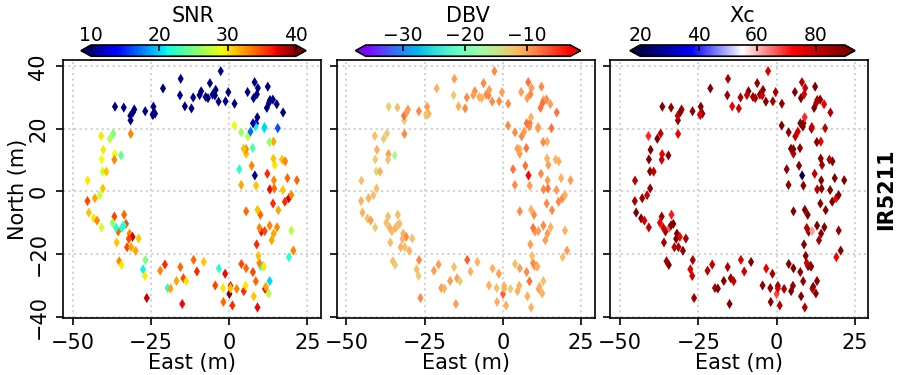 SNR DBV Xc
10 20 30 40 −30 −20 −10 20 40 60 80
40
20
0
−20
−40
North (m)
IR5211
−50 −25 0 25 −50 −25 0 25 −50 −25 0 25
East (m) East (m) East (m)